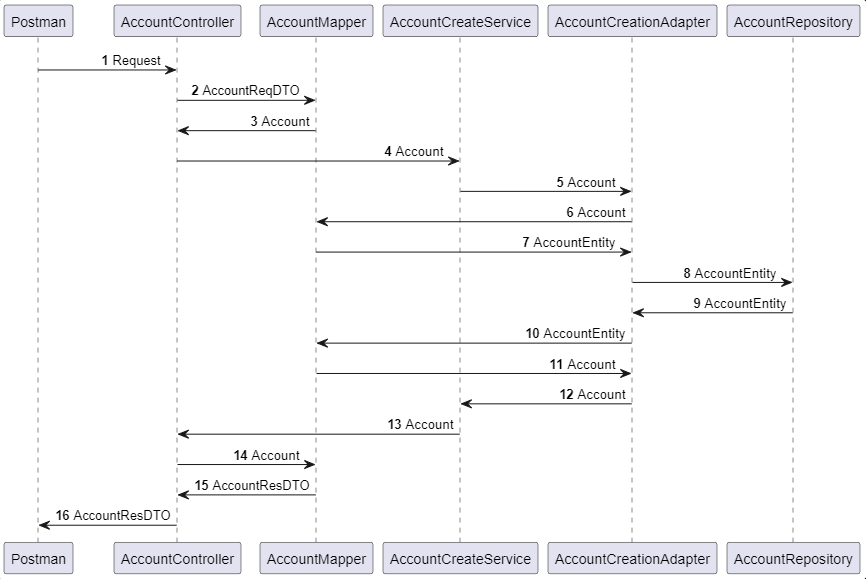 Postman AccountController AccountMapper AccountCreateService AccountCreationAdapter AccountRepository
1 Request
2 AccountReqDTO
3 Account
4 Account
5 Account
6 Account
7 AccountEntity
8 AccountEntity
9 AccountEntity
10 AccountEntity
11 Account
12 Account
13 Account
14 Account
15 AccountResDTO
16 AccountResDTO
Postman AccountController AccountMapper AccountCreateService AccountCreationAdapter AccountRepository